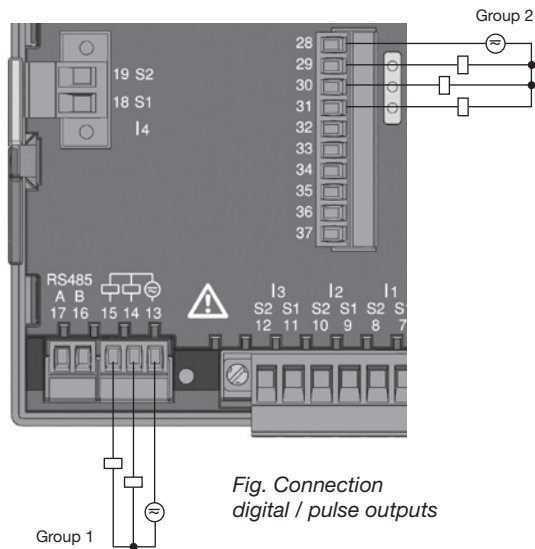 Group 2
28
29
30
31
32
33
34
35
36
37
19 S2
18 S1
I4
RS485
A B
17 16 15 14 13
I3 I2 I1
S2 S1 S2 S1 S2 S1
12 11 10 9 8 7
Group 1
Fig. Connection
digital / pulse outputs